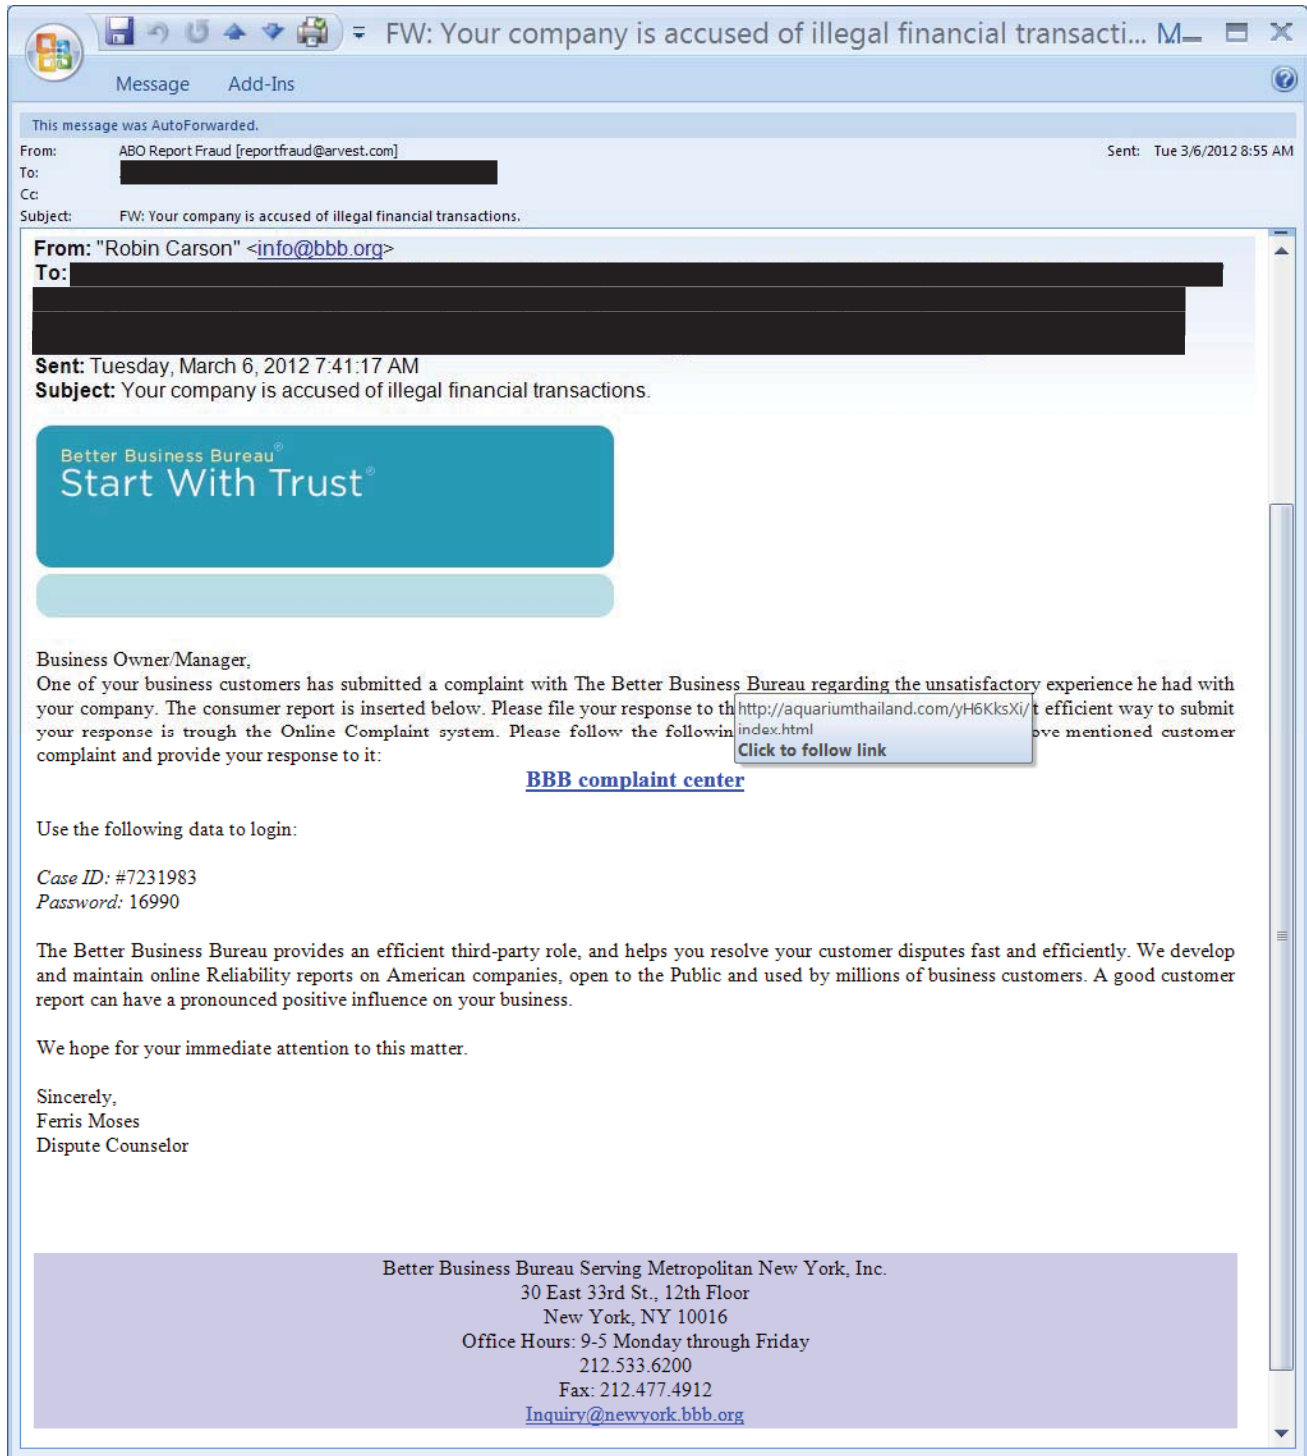 FW: Your company is accused of illegal financial transacti... M
Message Add-Ins
This message was AutoForwarded.
From: ABO Report Fraud [reportfraud@arvest.com] Sent: Tue 3/6/2012 8:55 AM
To:
Cc:
Subject: FW: Your company is accused of illegal financial transactions.
From: "Robin Carson" <info@bbb.org>
To:
Sent: Tuesday, March 6, 2012 7:41:17 AM
Subject: Your company is accused of illegal financial transactions.
Better Business Bureau®
Start With Trust®
Business Owner/Manager,
One of your business customers has submitted a complaint with The Better Business Bureau regarding the unsatisfactory experience he had with
your company. The consumer report is inserted below. Please file your response to th http://aquariumthailand.com/yH6KksXi/ t efficient way to submit
index.html
your response is trough the Online Complaint system. Please follow the followin ve mentioned customer
Click to follow link
complaint and provide your response to it:
BBB complaint center
Use the following data to login:
Case ID: #7231983
Password: 16990
The Better Business Bureau provides an efficient third-party role, and helps you resolve your customer disputes fast and efficiently. We develop
and maintain online Reliability reports on American companies, open to the Public and used by millions of business customers. A good customer
report can have a pronounced positive influence on your business.
We hope for your immediate attention to this matter.
Sincerely,
Ferris Moses
Dispute Counselor
Better Business Bureau Serving Metropolitan New York, Inc.
30 East 33rd St., 12th Floor
New York, NY 10016
Office Hours: 9-5 Monday through Friday
212.533.6200
Fax: 212.477.4912
Inquiry@newyork.bbb.org